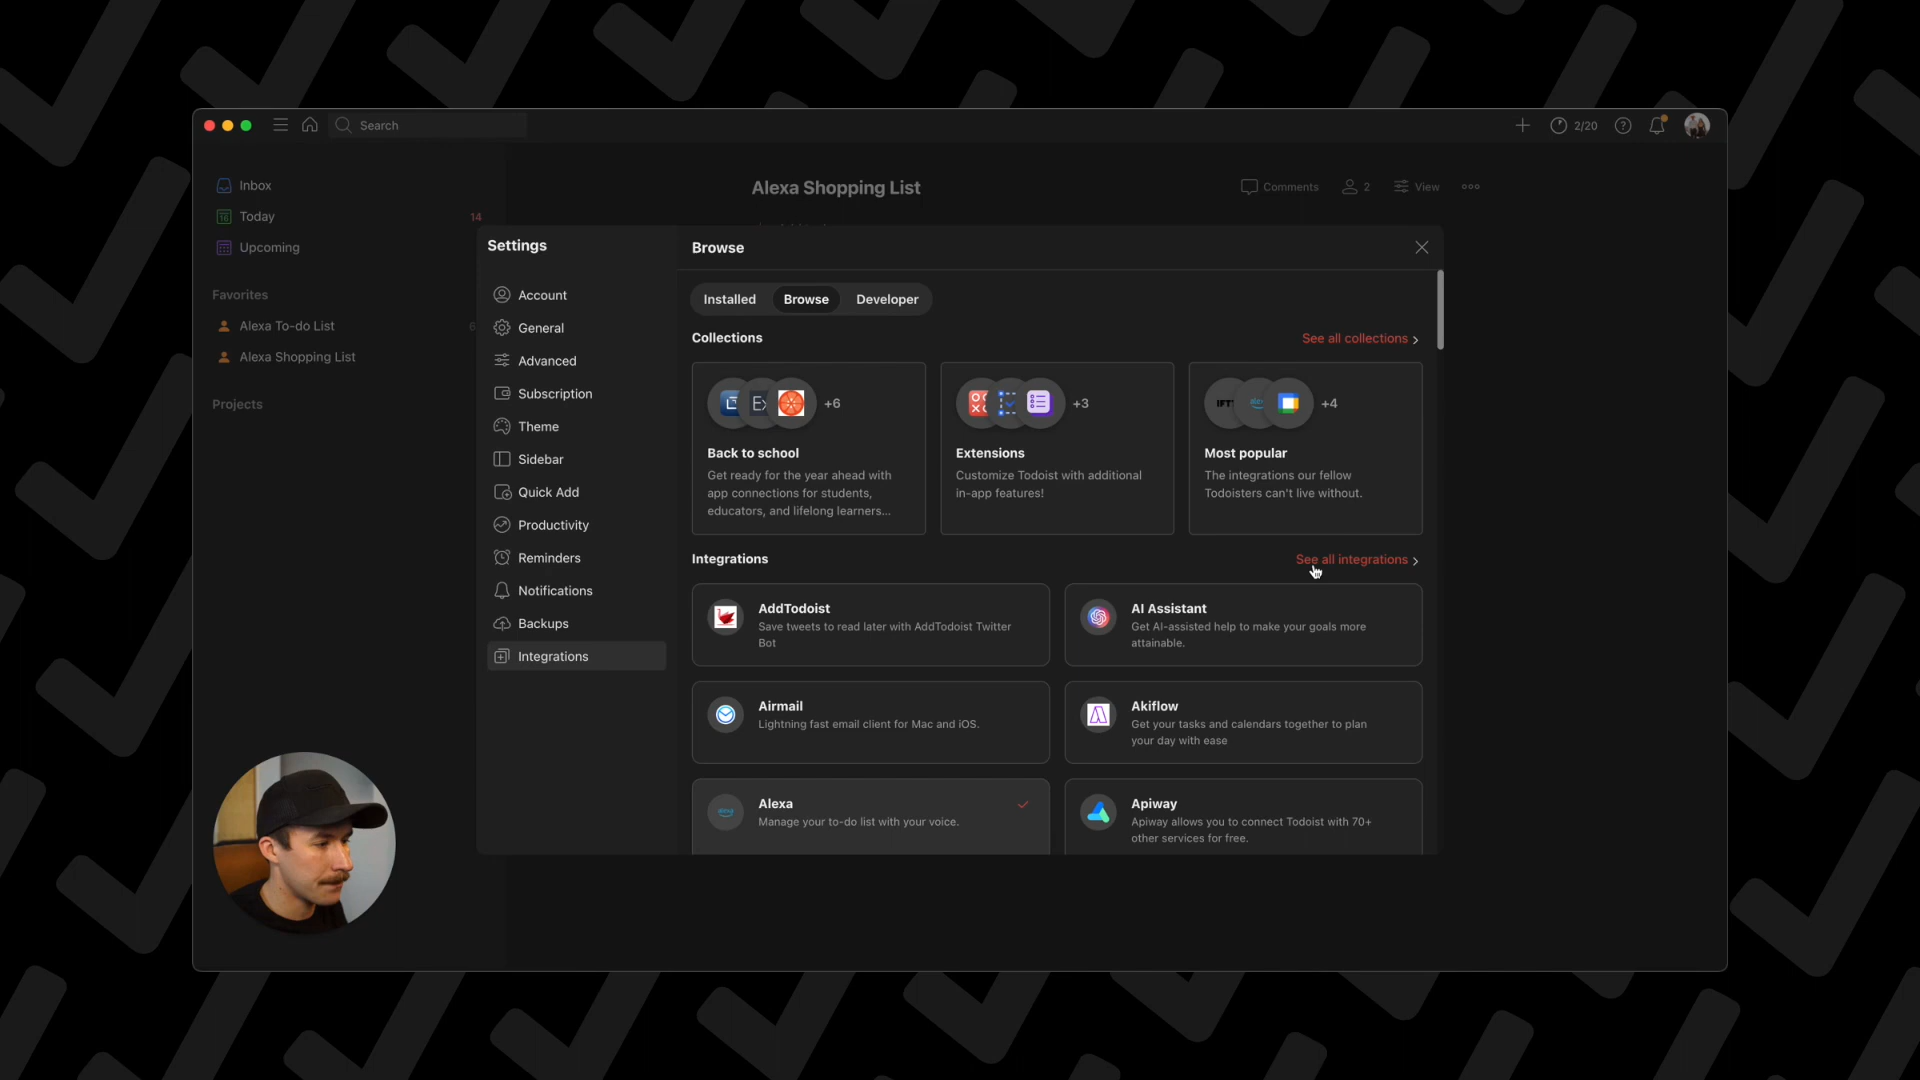 Search
2/20
Inbox
Today
14
Upcoming
Favorites
Alexa To-do List
6
Alexa Shopping List
Projects
Alexa Shopping List
Comments
2
View
Settings
Account
General
Advanced
Subscription
Theme
Sidebar
Quick Add
Productivity
Reminders
Notifications
Backups
Integrations
Browse
Installed
Browse
Developer
Collections
See all collections
+6
Back to school
Get ready for the year ahead with
app connections for students,
educators, and lifelong learners...
+3
Extensions
Customize Todoist with additional
in-app features!
+4
Most popular
The integrations our fellow
Todoisters can't live without.
Integrations
See all integrations
AddTodoist
Save tweets to read later with AddTodoist Twitter
Bot
AI Assistant
Get AI-assisted help to make your goals more
attainable.
Airmail
Lightning fast email client for Mac and iOS.
Akiflow
Get your tasks and calendars together to plan
your day with ease
Alexa
Manage your to-do list with your voice.
Apiway
Apiway allows you to connect Todoist with 70+
other services for free.